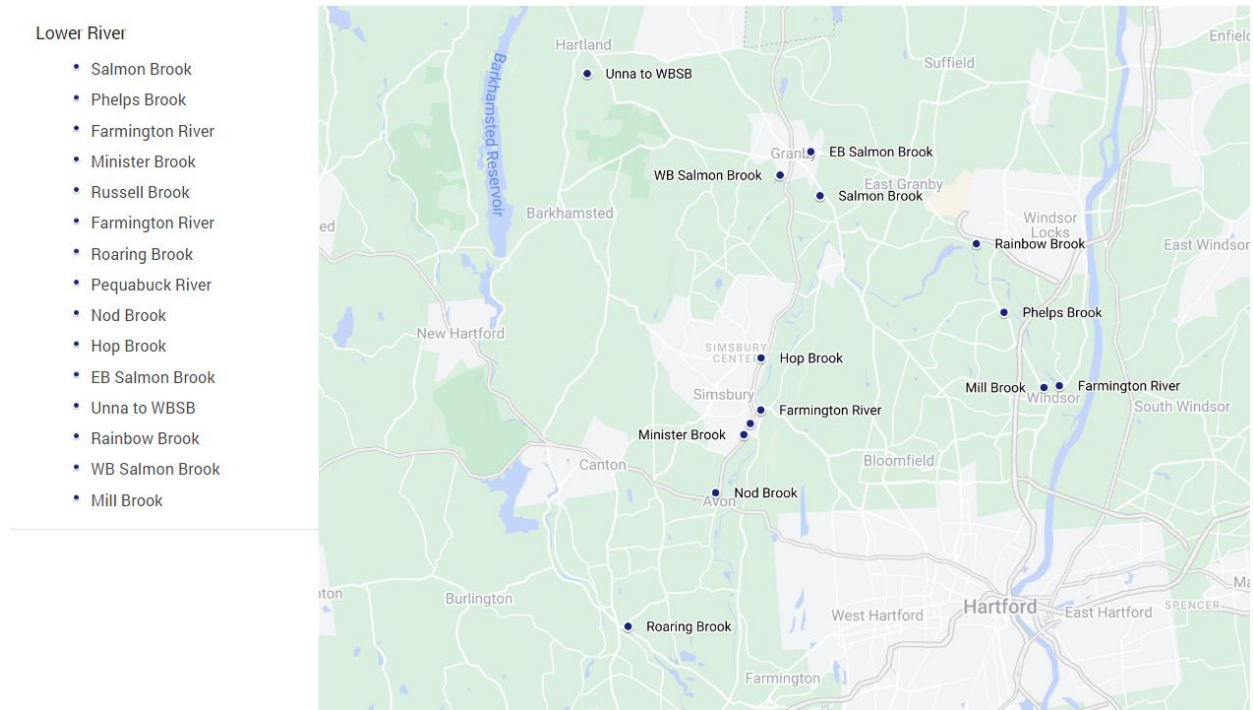 Lower River
Salmon Brook
Phelps Brook
Farmington River
Minister Brook
Russell Brook
Farmington River
Roaring Brook
Pequabuck River
Nod Brook
Hop Brook
EB Salmon Brook
Unna to WBSB
Rainbow Brook
WB Salmon Brook
Mill Brook
Enfield
Hartland
Suffield
Unna to WBSB
Barkhamsted Reservoir
Granby
EB Salmon Brook
WB Salmon Brook
East Granby
Salmon Brook
Barkhamsted
Windsor
Locks
ed
Rainbow Brook
East Windsor
Phelps Brook
New Hartford
SIMSBURY
CENTER
Hop Brook
Simsbury
Mill Brook
Farmington River
Windsor
South Windsor
Farmington River
Minister Brook
Canton
Bloomfield
Nod Brook
Avon
Ma
nton
Burlington
Hartford
SPENCER
West Hartford
East Hartford
Roaring Brook
Farmington